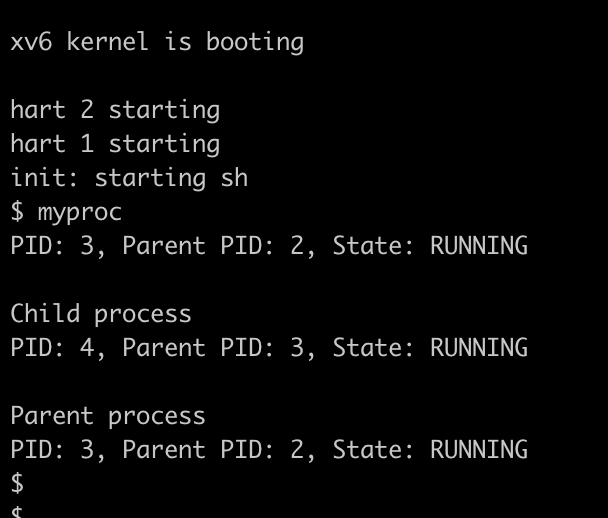 xv6 kernel is booting
hart 2 starting
hart 1 starting
init: starting sh
$ myproc
PID: 3, Parent PID: 2, State: RUNNING
Child process
PID: 4, Parent PID: 3, State: RUNNING
Parent process
PID: 3, Parent PID: 2, State: RUNNING
$
$